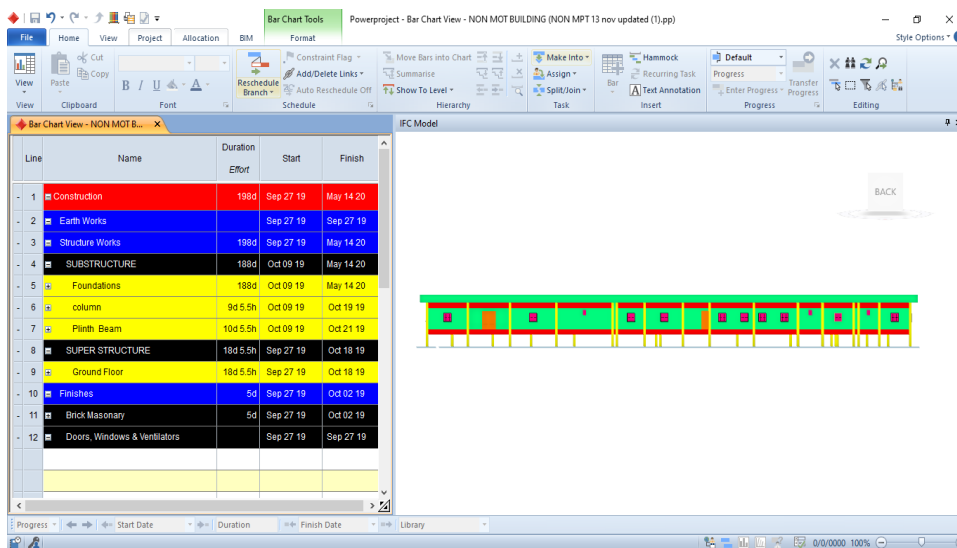 Bar Chart Tools
Powerproject - Bar Chart View - NON MOT BUILDING (NON MPT 13 nov updated (1).pp)
File Home View Project Allocation BIM Format Style Options
View
Paste
Cut
Copy
B I U A
Reschedule Branch
Constraint Flag
Add/Delete Links
Auto Reschedule Off
Move Bars into Chart
Summarise
Show To Level
Make Into
Assign
Split/Join
Bar
Hammock
Recurring Task
A Text Annotation
Default
Progress
Enter Progress
Transfer Progress
View Clipboard Font Schedule Hierarchy Task Insert Progress Editing
Bar Chart View - NON MOT B... X
IFC Model
Line Name Duration Effort Start Finish
1 Construction 198d Sep 27 19 May 14 20
2 Earth Works Sep 27 19 Sep 27 19
3 Structure Works 198d Sep 27 19 May 14 20
4 SUBSTRUCTURE 188d Oct 09 19 May 14 20
5 Foundations 188d Oct 09 19 May 14 20
6 column 9d 5.5h Oct 09 19 Oct 19 19
7 Plinth Beam 10d 5.5h Oct 09 19 Oct 21 19
8 SUPER STRUCTURE 18d 5.5h Sep 27 19 Oct 18 19
9 Ground Floor 18d 5.5h Sep 27 19 Oct 18 19
10 Finishes 5d Sep 27 19 Oct 02 19
11 Brick Masonary 5d Sep 27 19 Oct 02 19
12 Doors, Windows & Ventilators Sep 27 19 Sep 27 19
BACK
Progress Start Date Duration Finish Date Library
0/0/0000 100%